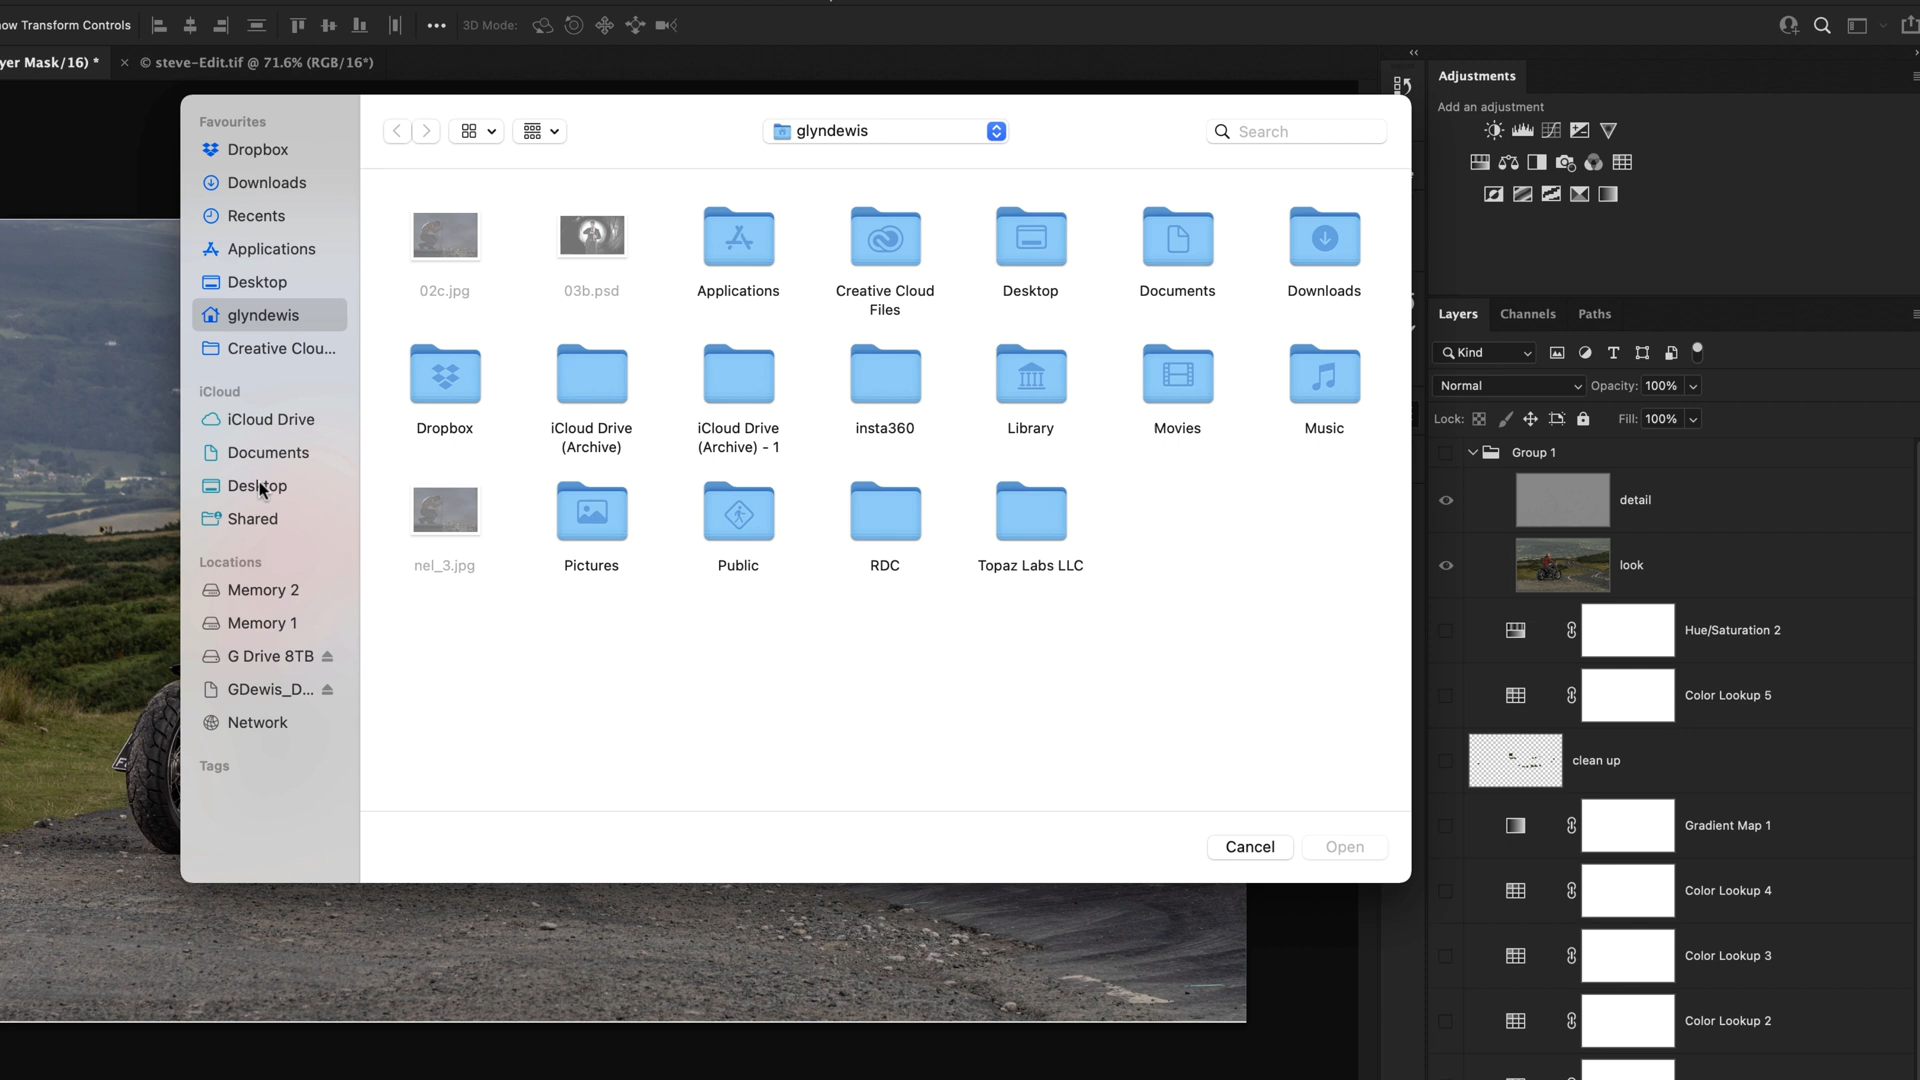 ow Transform Controls
3D Mode:
yer Mask/16) *
© steve-Edit.tif @ 71.6% (RGB/16*)
Favourites
Dropbox
Downloads
Recents
Applications
Desktop
glyndewis
Creative Clou...
iCloud
iCloud Drive
Documents
Desktop
Shared
Locations
Memory 2
Memory 1
G Drive 8TB
GDewis_D...
Network
Tags
glyndewis
Search
02c.jpg
03b.psd
Applications
Creative Cloud
Files
Desktop
Documents
Downloads
Dropbox
iCloud Drive
(Archive)
iCloud Drive
(Archive) - 1
insta360
Library
Movies
Music
nel_3.jpg
Pictures
Public
RDC
Topaz Labs LLC
Cancel
Open
Adjustments
Add an adjustment
Layers
Channels
Paths
Kind
Normal
Opacity: 100%
Lock:
Fill: 100%
Group 1
detail
look
Hue/Saturation 2
Color Lookup 5
clean up
Gradient Map 1
Color Lookup 4
Color Lookup 3
Color Lookup 2